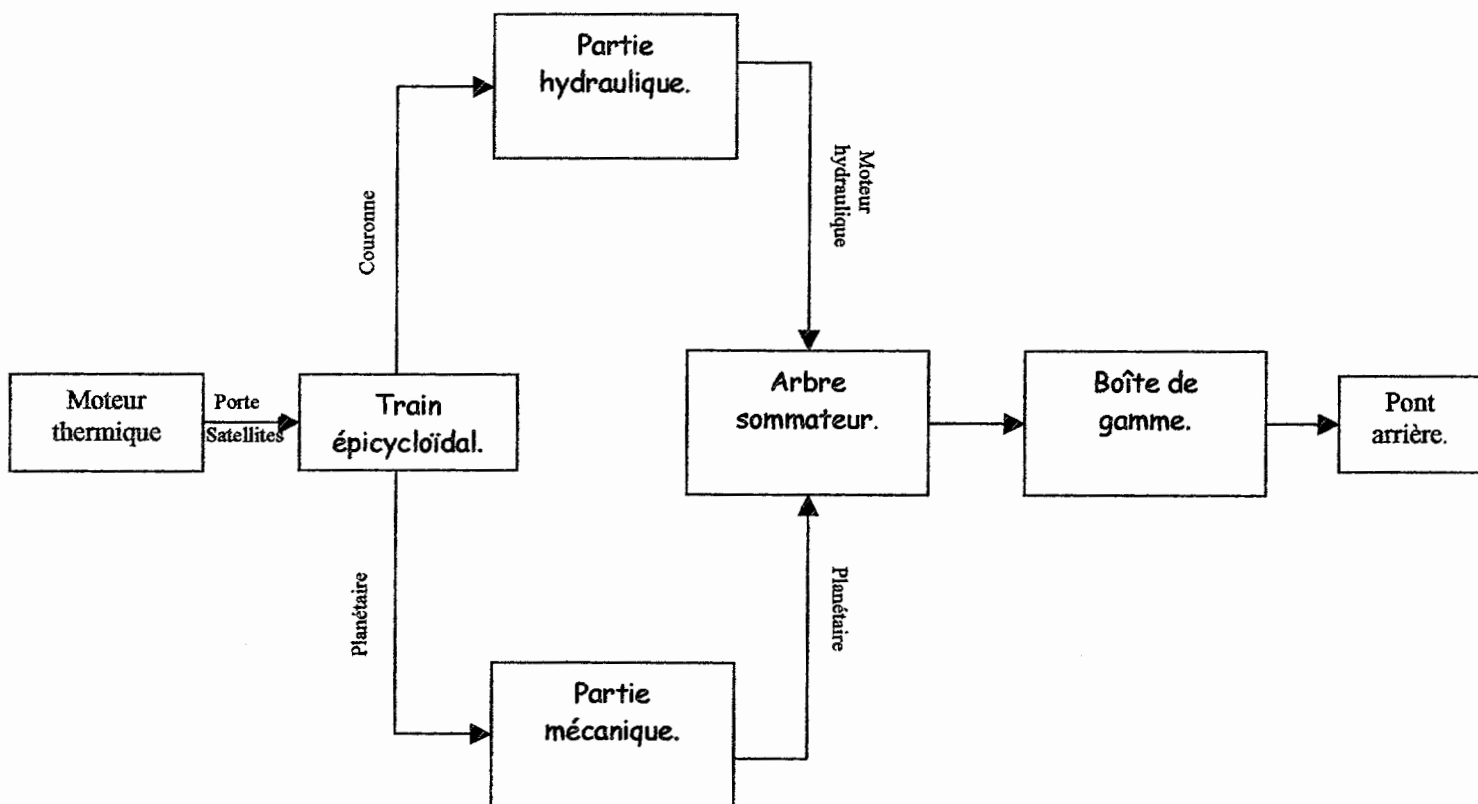 Partie
hydraulique.
Moteur
hydraulique
Couronne
Moteur
thermique
Porte
Satellites
Train
épicycloïdal.
Arbre
sommateur.
Boîte de
gamme.
Pont
arrière.
Planétaire
Planétaire
Partie
mécanique.